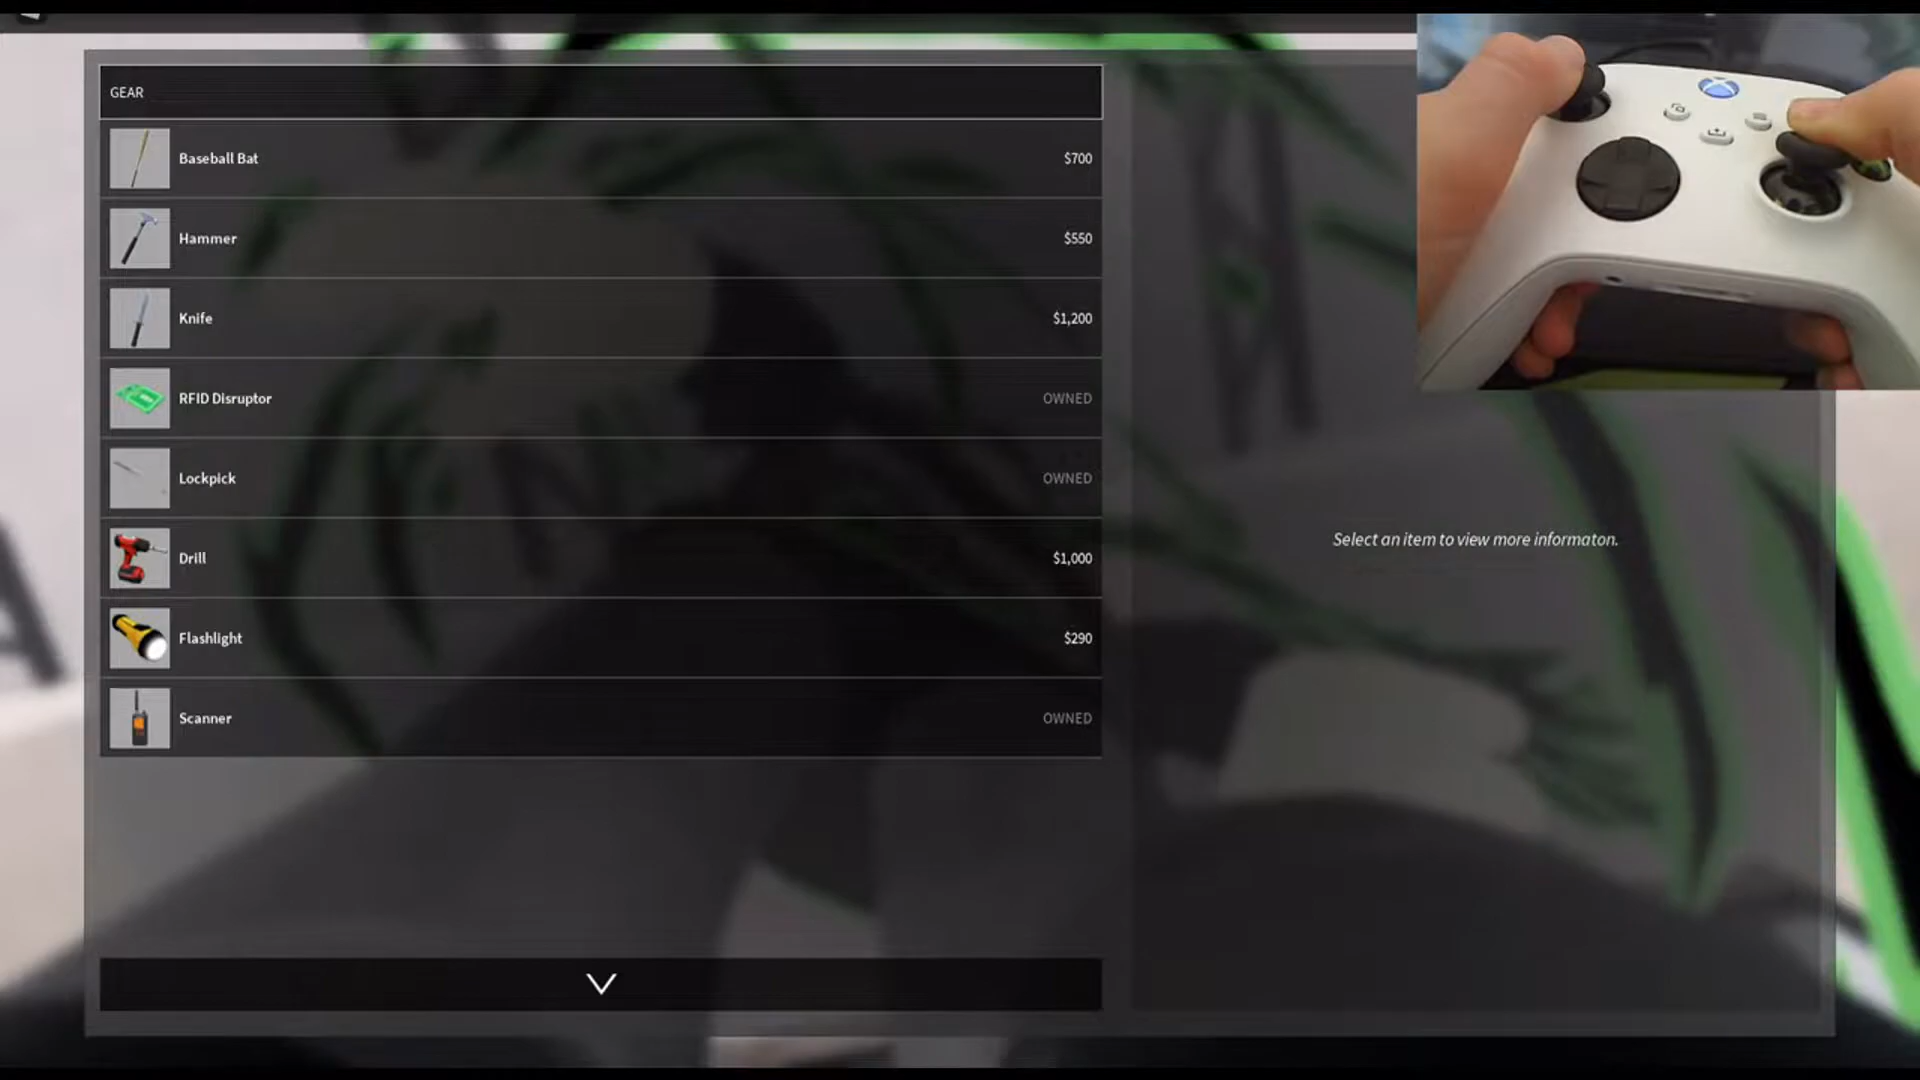 GEAR
Baseball Bat $700
Hammer $550
Knife $1,200
RFID Disruptor OWNED
Lockpick OWNED
Drill $1,000
Flashlight $290
Scanner OWNED
Select an item to view more informaton.